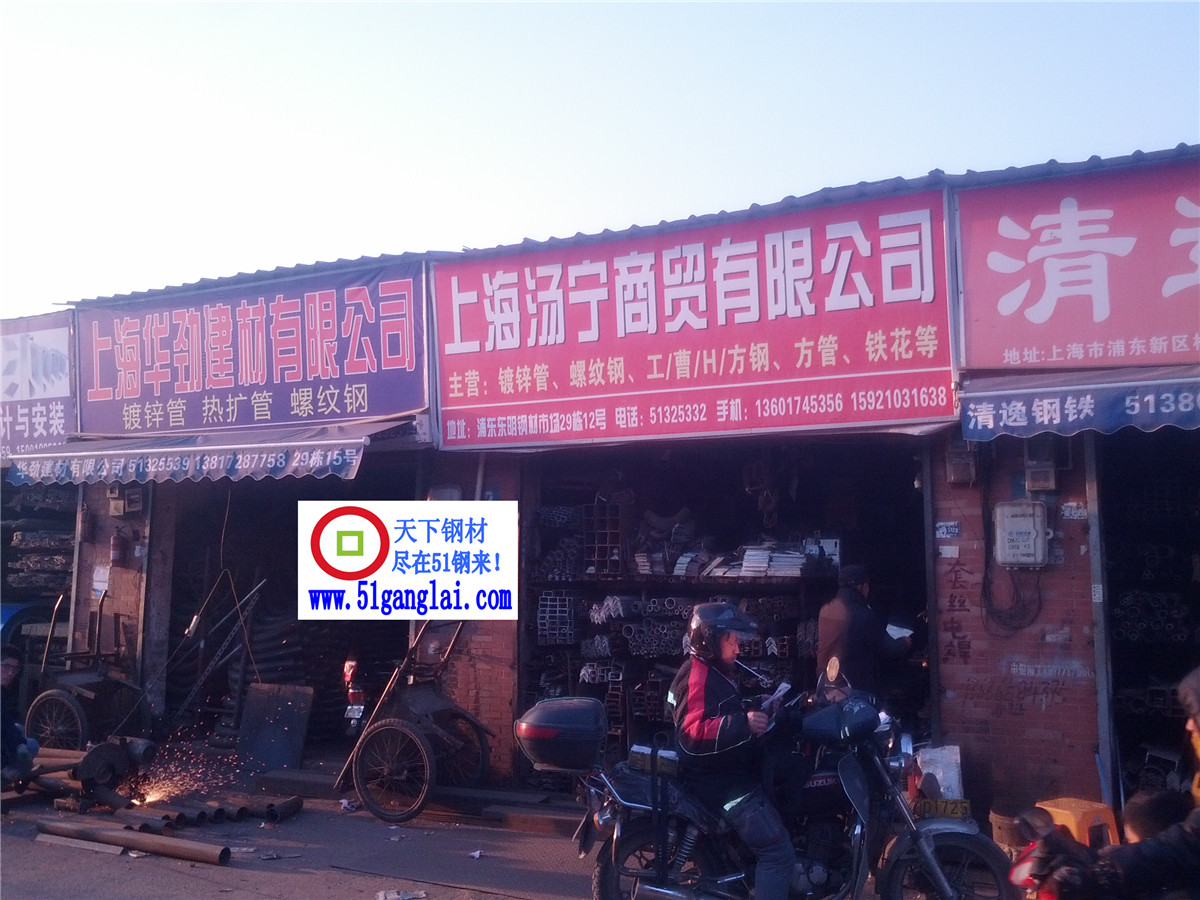 计与安装
上海华劲建材有限公司
镀锌管 热扩管 螺纹钢
华劲建材有限公司 51325539 13817287758 29栋15号
上海汤宁商贸有限公司
主营：镀锌管、螺纹钢、工/曹/H/方钢、方管、铁花等
地址：浦东东明钢材市场29栋12号 电话：51325332 手机：13601745356 15921031638
清
地址：上海市浦东新区
清逸钢铁 5138
天下钢材
尽在51钢来！
www.51ganglai.com
套丝电焊
SUZUKI
D1725